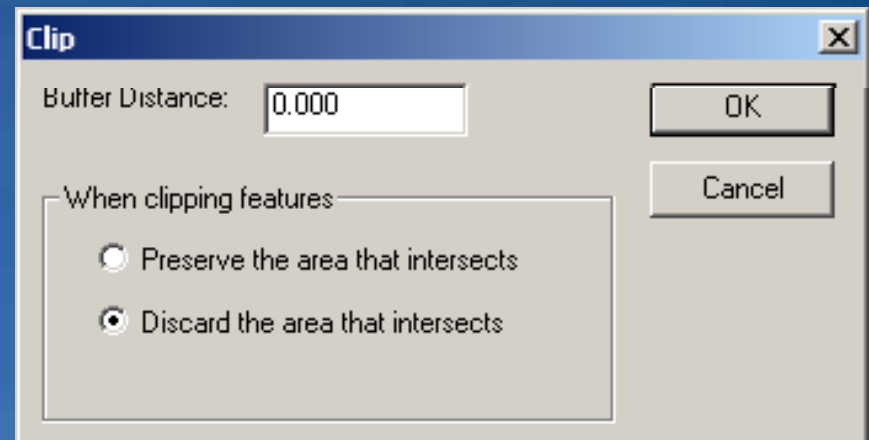 Clip
Buffer Distance: 0.000
OK
Cancel
When clipping features
Preserve the area that intersects
Discard the area that intersects